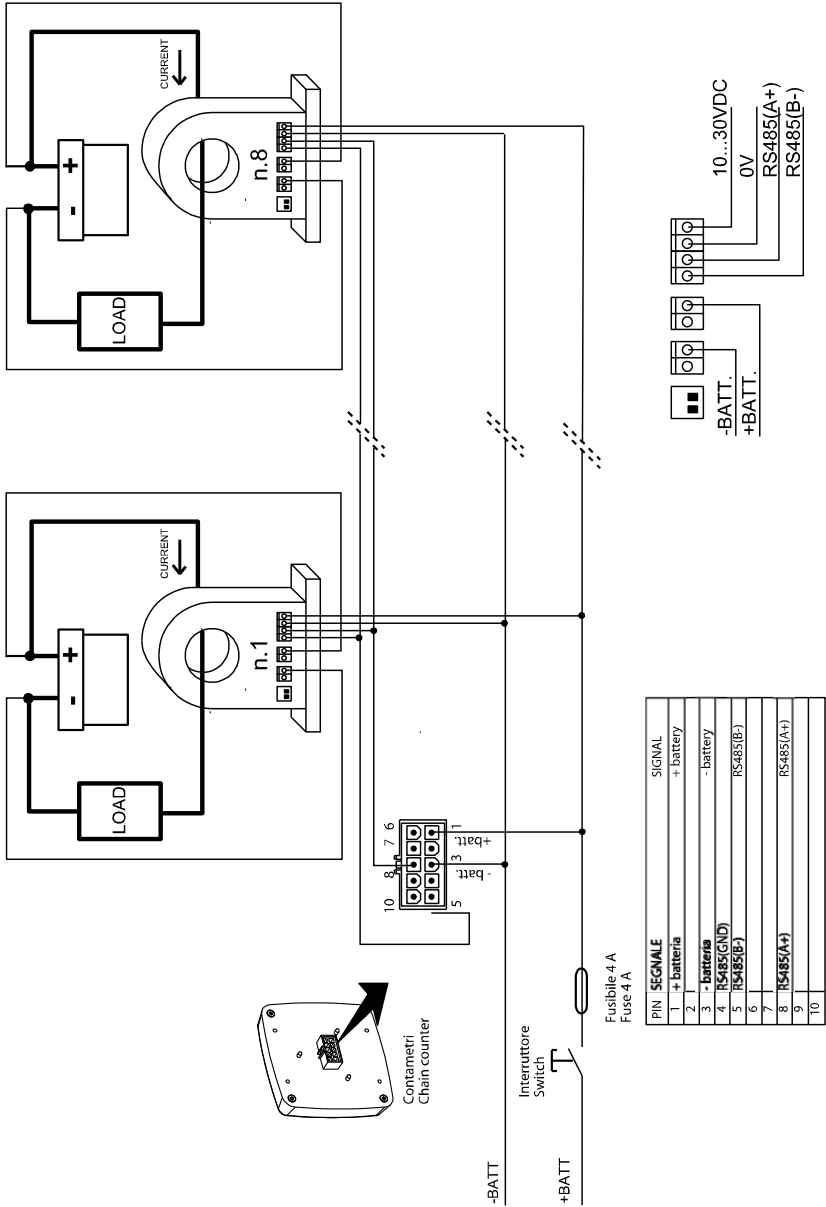 CURRENT
+
-
LOAD
n.1
CURRENT
+
-
LOAD
n.8
10 8 7 6
5 3 1
- batt.
+batt.
Contametri
Chain counter
-BATT
+BATT
Interruttore
Switch
Fusibile 4 A
Fuse 4 A
PIN SEGNALE SIGNAL
1 + batteria + battery
2
3 - batteria - battery
4 RS485(GND)
5 RS485(B-) RS485(B-)
6
7
8 RS485(A+) RS485(A+)
9
10
-BATT.
+BATT.
10...30VDC
0V
RS485(A+)
RS485(B-)